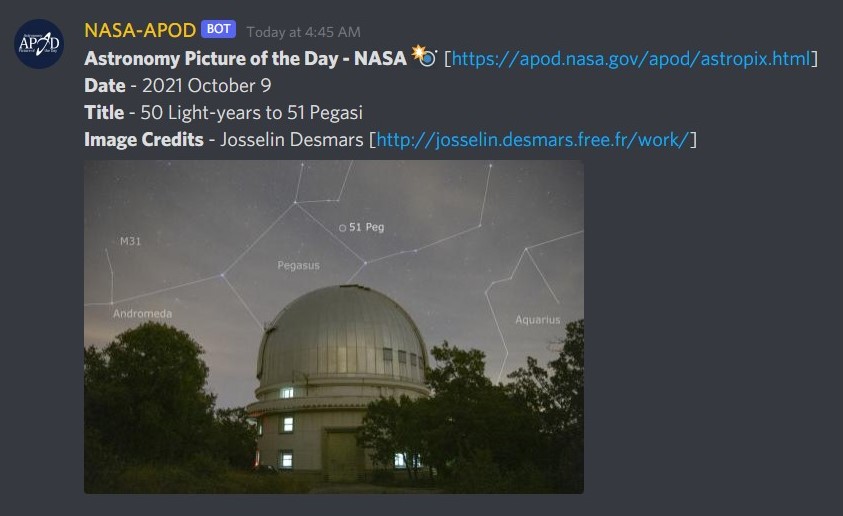 NASA-APOD BOT Today at 4:45 AM
Astronomy Picture of the Day - NASA [https://apod.nasa.gov/apod/astropix.html]
Date - 2021 October 9
Title - 50 Light-years to 51 Pegasi
Image Credits - Josselin Desmars [http://josselin.desmars.free.fr/work/]
51 Peg
M31
Pegasus
Andromeda
Aquarius